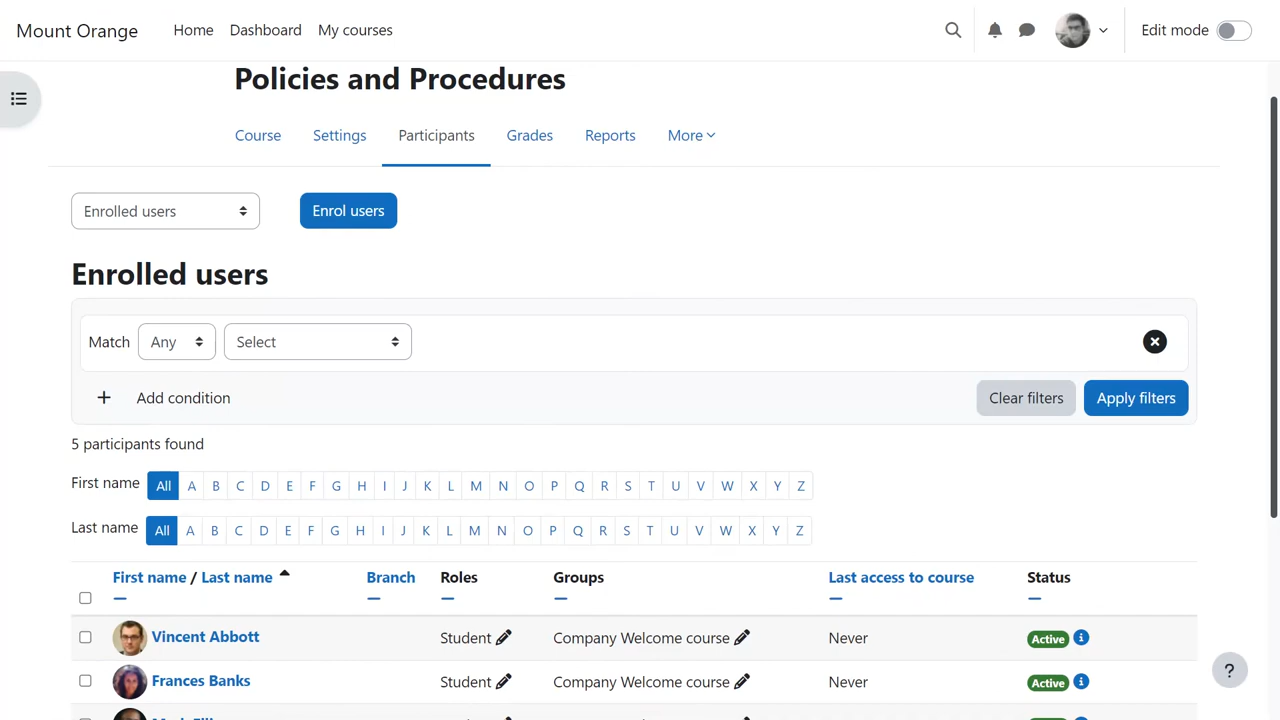 Mount Orange Home Dashboard My courses Edit mode
Policies and Procedures
Course Settings Participants Grades Reports More
Enrolled users Enrol users
Enrolled users
Match Any Select
Add condition Clear filters Apply filters
5 participants found
First name All A B C D E F G H I J K L M N O P Q R S T U V W X Y Z
Last name All A B C D E F G H I J K L M N O P Q R S T U V W X Y Z
First name / Last name Branch Roles Groups Last access to course Status
Vincent Abbott Student Company Welcome course Never Active
Frances Banks Student Company Welcome course Never Active
?